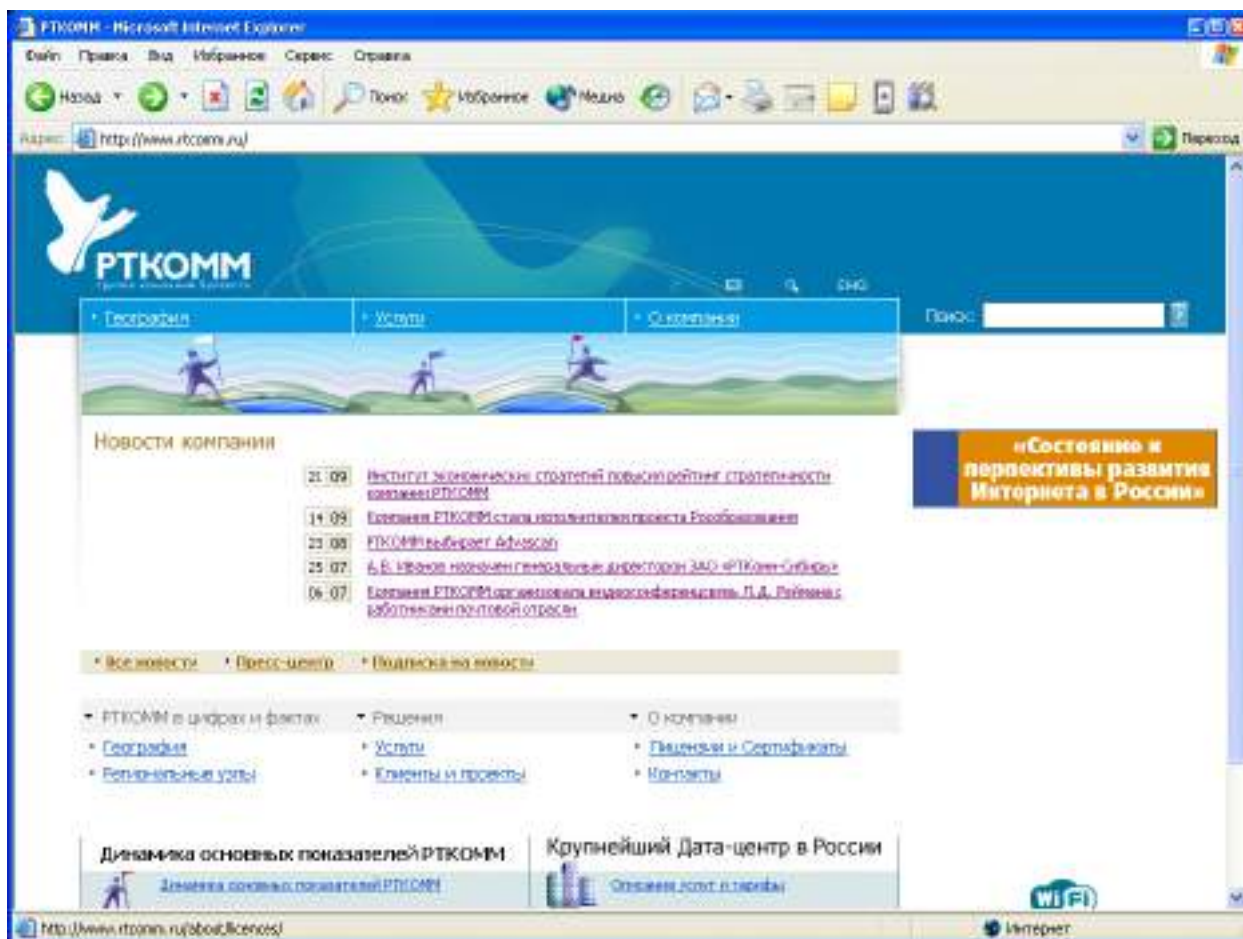 РТКОММ - Microsoft Internet Explorer
Файл Правка Вид Избранное Сервис Справка
Назад Поиск Избранное Медиа
Адрес: http://www.rtcomm.ru/ Переход
РТКОММ
ENG
География Услуги О компании Поиск:
Новости компании
«Состояние и
перпективы развития
Интернета в России»
21 09 Институт экономических стратегий повысил рейтинг стратегичности
компании РТКОММ
14 09 Компания РТКОММ стала исполнителем проекта Рособразования
23 08 РТКОММ выбирает Advascan
25 07 А.В. Иванов назначен генеральным директором ЗАО «РТКомм-Сибирь»
06 07 Компания РТКОММ организовала видеоконференцсвязь Л.Д. Реймана с
работниками почтовой отрасли
Все новости Пресс-центр Подписка на новости
РТКОММ в цифрах и фактах Решения О компании
География Услуги Лицензии и Сертификаты
Региональные узлы Клиенты и проекты Контакты
Динамика основных показателей РТКОММ Крупнейший Дата-центр в России
Динамика основных показателей РТКОММ Описание услуг и тарифы
Wi Fi
http://www.rtcomm.ru/about/licences/ Интернет